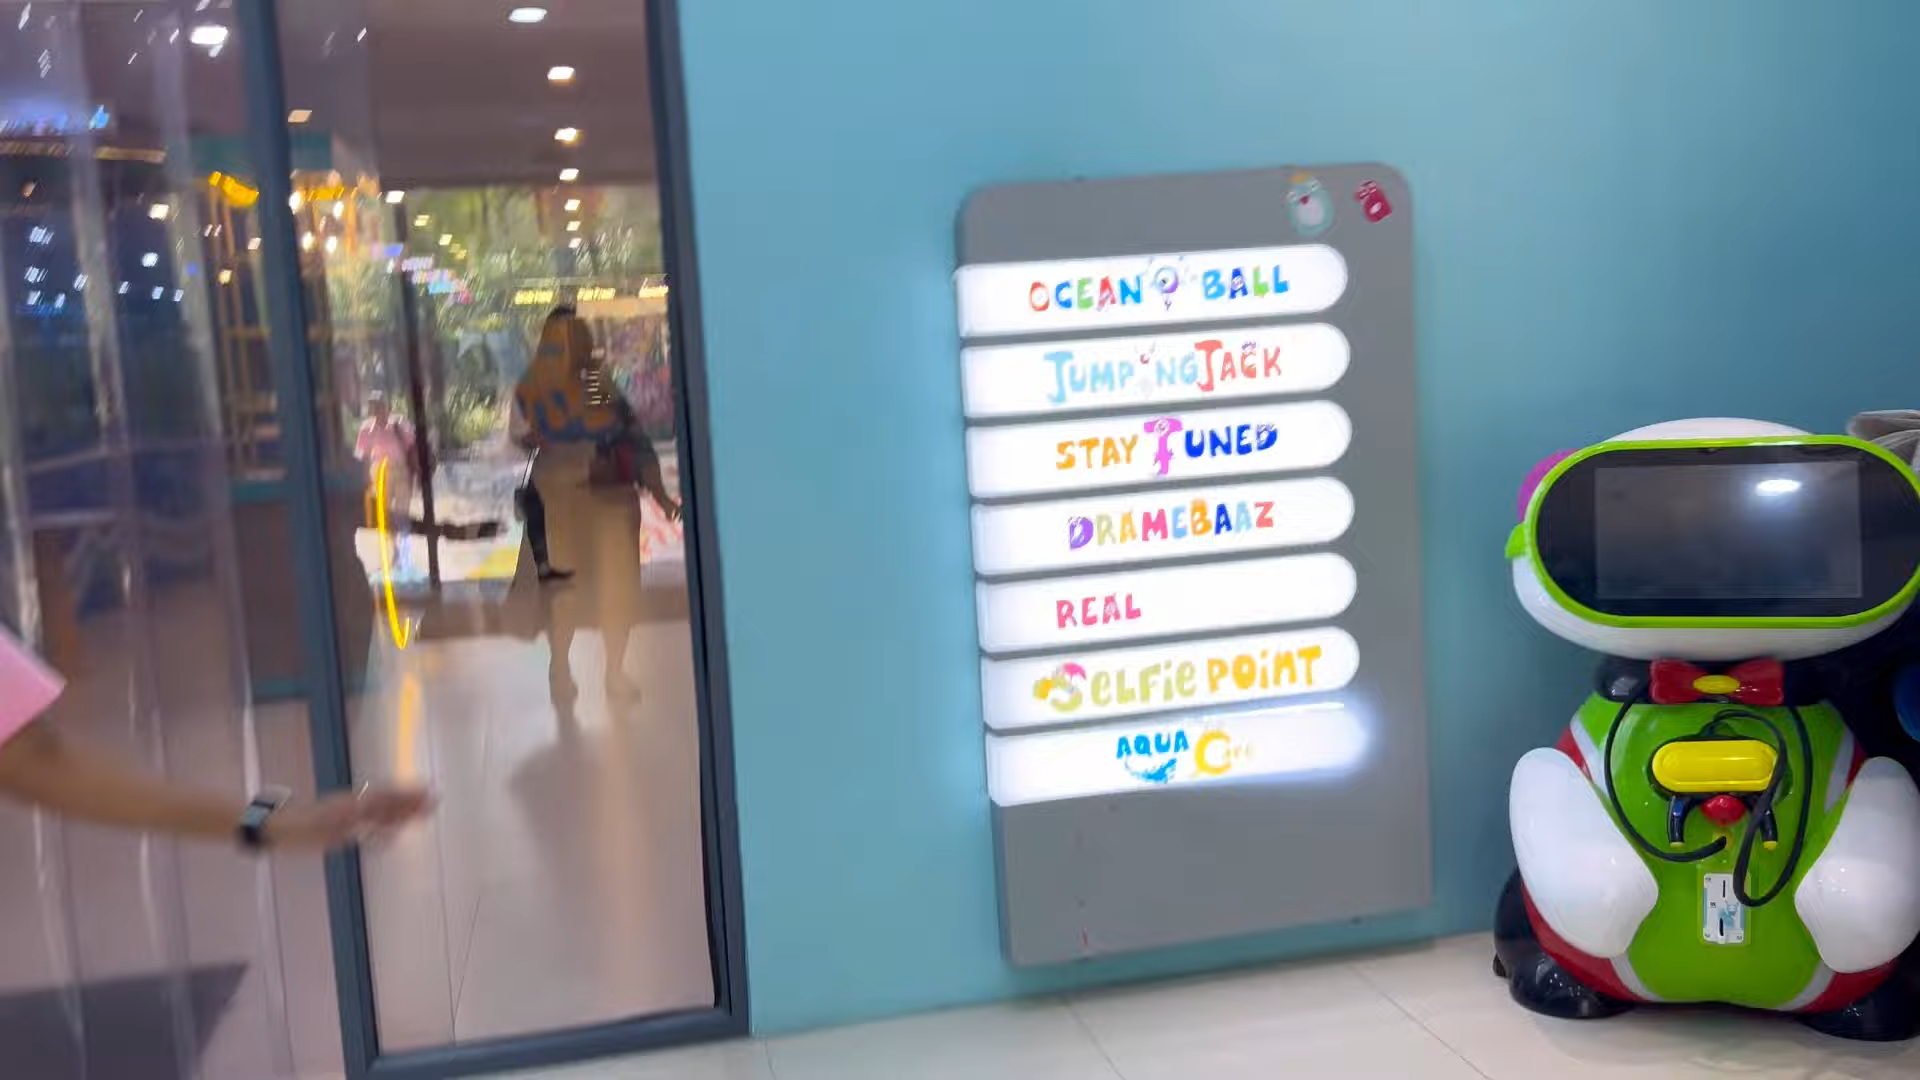 OCEAN BALL
JUMPING JACK
STAY TUNED
DRAMEBAAZ
REAL
SELFiE POiNT
AQUA